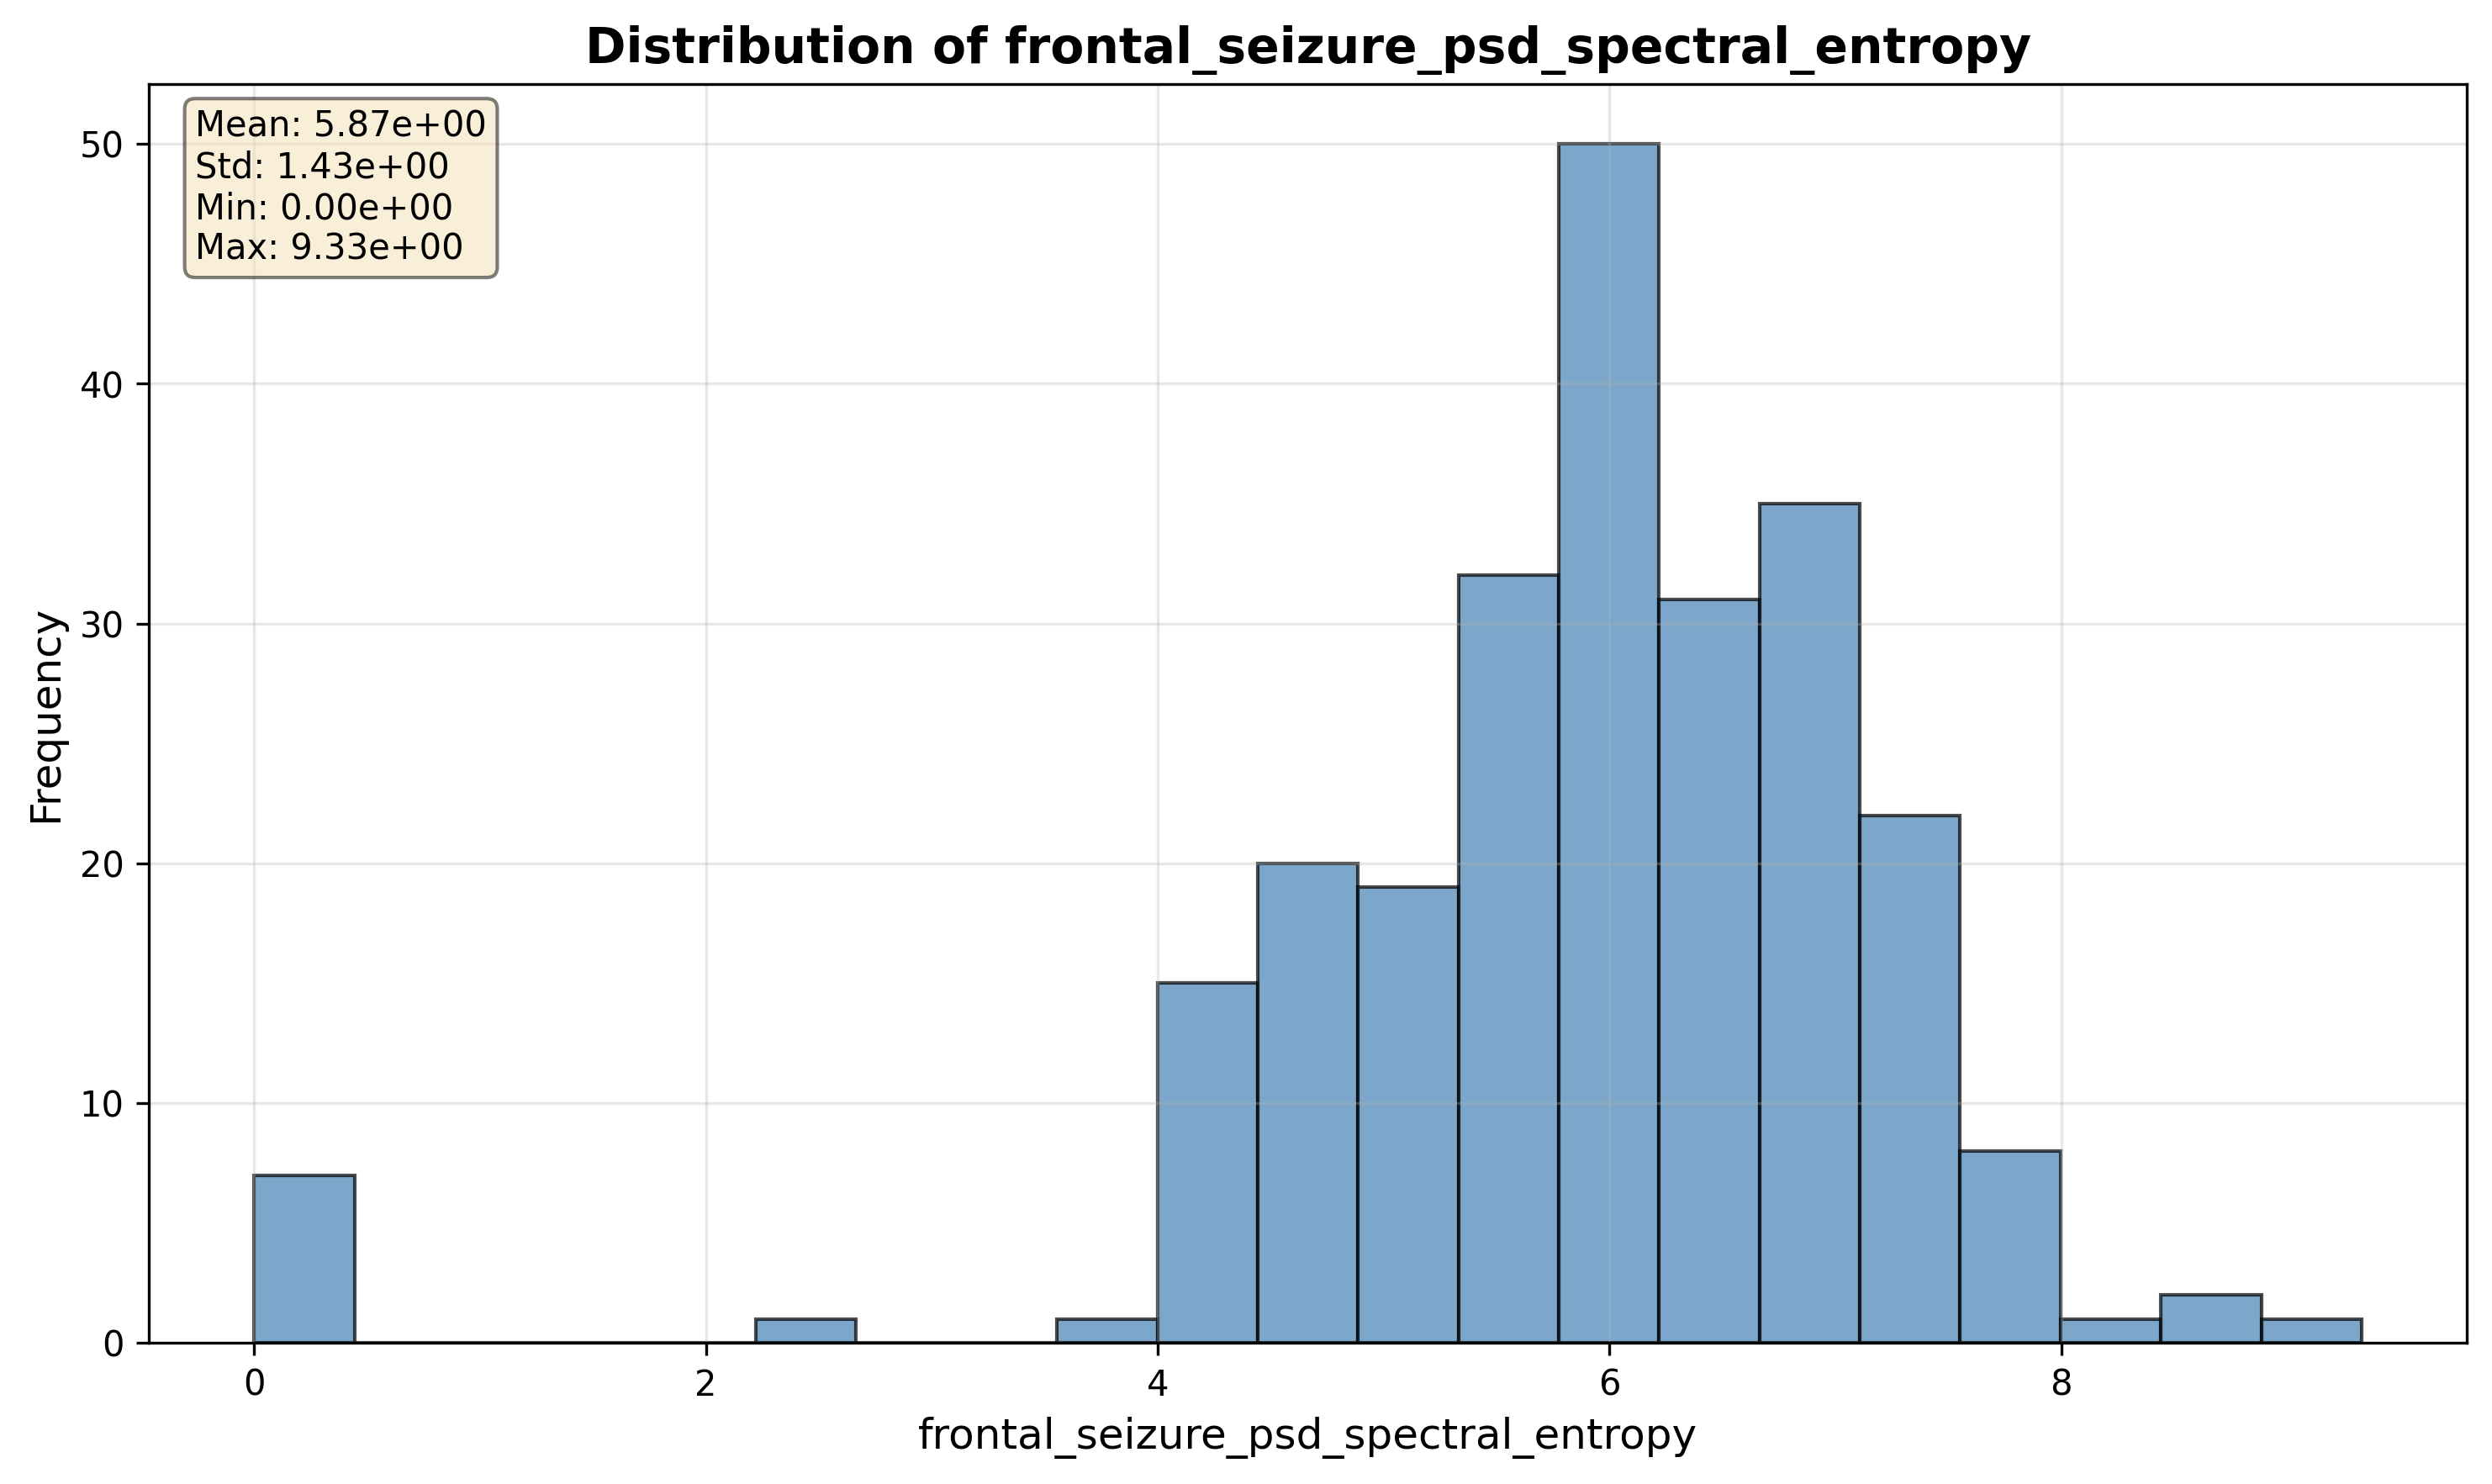 Distribution of frontal_seizure_psd_spectral_entropy
Mean: 5.87e+00
Std: 1.43e+00
Min: 0.00e+00
Max: 9.33e+00
50
40
30
20
10
0
Frequency
0 2 4 6 8
frontal_seizure_psd_spectral_entropy